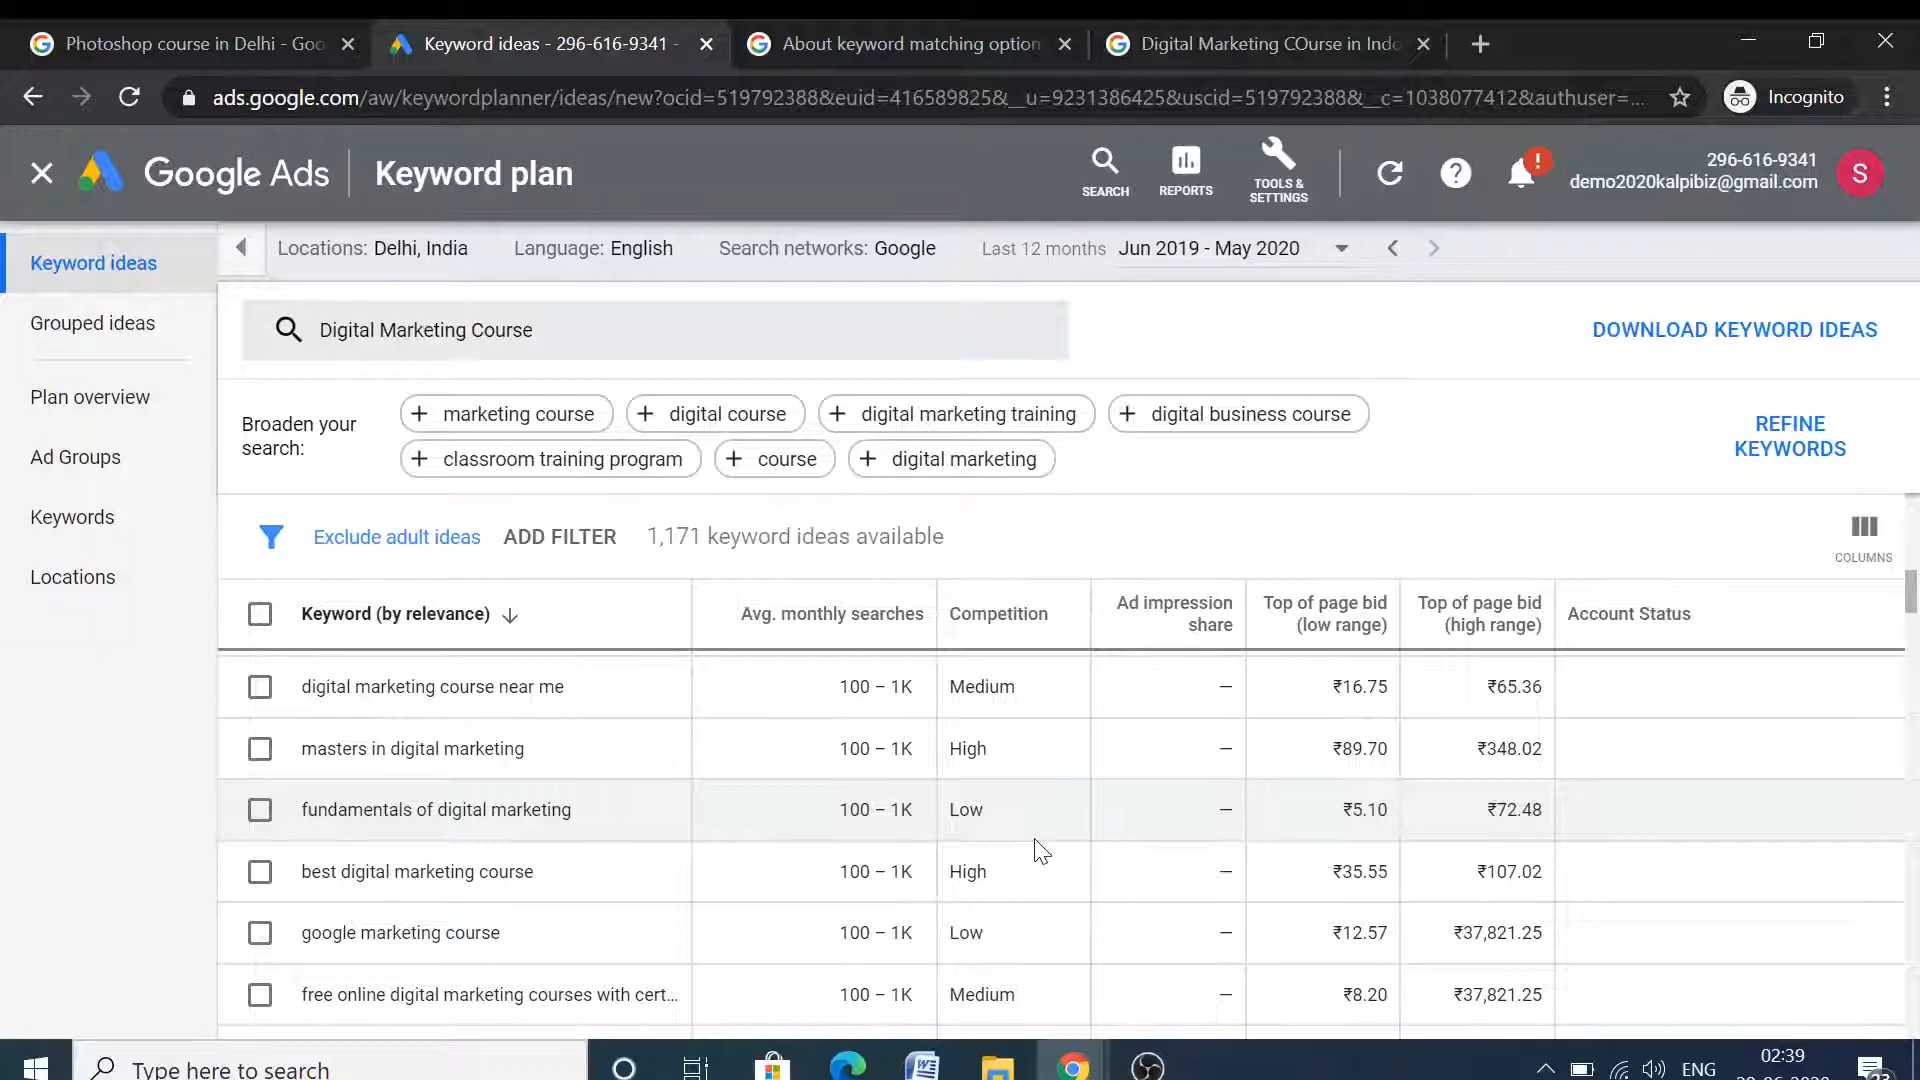 Photoshop course in Delhi - Goo
Keyword ideas - 296-616-9341 -
About keyword matching option
Digital Marketing COurse in Indo
ads.google.com/aw/keywordplanner/ideas/new?ocid=519792388&euid=416589825&__u=9231386425&uscid=519792388&__c=1038077412&authuser=...
Incognito
Google Ads
Keyword plan
SEARCH
REPORTS
TOOLS &
SETTINGS
296-616-9341
demo2020kalpibiz@gmail.com
S
Keyword ideas
Grouped ideas
Plan overview
Ad Groups
Keywords
Locations
Locations: Delhi, India
Language: English
Search networks: Google
Last 12 months Jun 2019 - May 2020
Digital Marketing Course
DOWNLOAD KEYWORD IDEAS
Broaden your
search:
+ marketing course
+ digital course
+ digital marketing training
+ digital business course
+ classroom training program
+ course
+ digital marketing
REFINE
KEYWORDS
Exclude adult ideas
ADD FILTER
1,171 keyword ideas available
COLUMNS
Keyword (by relevance)
Avg. monthly searches
Competition
Ad impression
share
Top of page bid
(low range)
Top of page bid
(high range)
Account Status
digital marketing course near me 100 – 1K Medium — ₹16.75 ₹65.36
masters in digital marketing 100 – 1K High — ₹89.70 ₹348.02
fundamentals of digital marketing 100 – 1K Low — ₹5.10 ₹72.48
best digital marketing course 100 – 1K High — ₹35.55 ₹107.02
google marketing course 100 – 1K Low — ₹12.57 ₹37,821.25
free online digital marketing courses with cert... 100 – 1K Medium — ₹8.20 ₹37,821.25
Type here to search
ENG
02:39